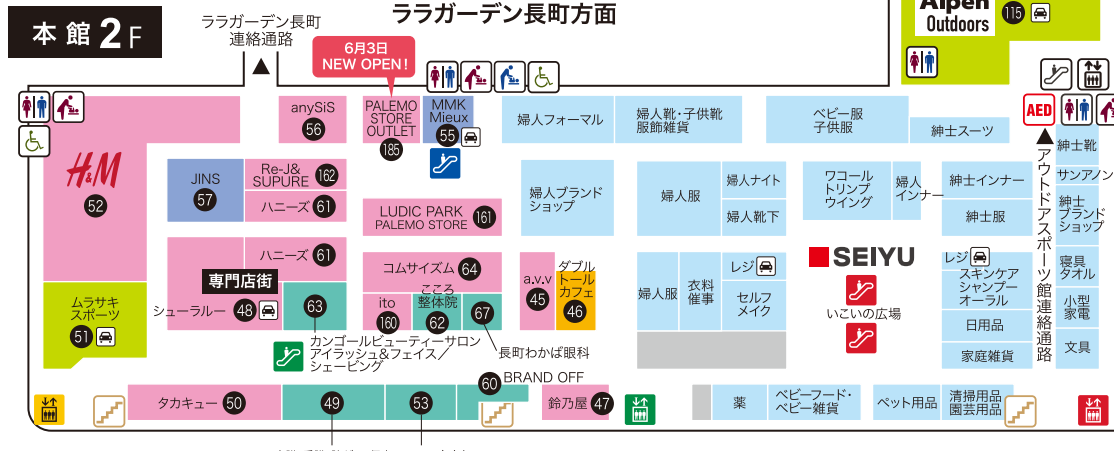 本館2F
ララガーデン長町
連絡通路
ララガーデン長町方面
6月3日
NEW OPEN!
Alpen
Outdoors
115
H&M
52
anySiS
56
PALEMO
STORE
OUTLET
185
MMK
Mieux
55
婦人フォーマル
婦人靴・子供靴
服飾雑貨
ベビー服
子供服
紳士スーツ
AED
紳士靴
JINS
57
Re-J&
SUPURE
162
ハニーズ 61
LUDIC PARK
PALEMO STORE
161
婦人ブランド
ショップ
婦人服
婦人ナイト
婦人靴下
ワコール
トリンプ
ウイング
婦人
インナー
紳士インナー
紳士服
サンアノン
紳士
ブランド
ショップ
アウトドアスポーツ館連絡通路
ハニーズ 61
専門店街
シューラルー 48
63
コムサイズム 64
ito
160
こころ
整体院
62
67
a.v.v
45
ダブル
トール
カフェ
46
婦人服
衣料
催事
レジ
セルフ
メイク
SEIYU
いこいの広場
レジ
スキンケア
シャンプー
オーラル
日用品
家庭雑貨
寝具
タオル
小型
家電
文具
ムラサキ
スポーツ
51
カンゴールビューティーサロン
アイラッシュ&フェイス/
シェービング
長町わかば眼科
タカキュー 50
49
53
60 BRAND OFF
鈴乃屋 47
薬
ベビーフード・
ベビー雑貨
ペット用品
清掃用品
園芸用品